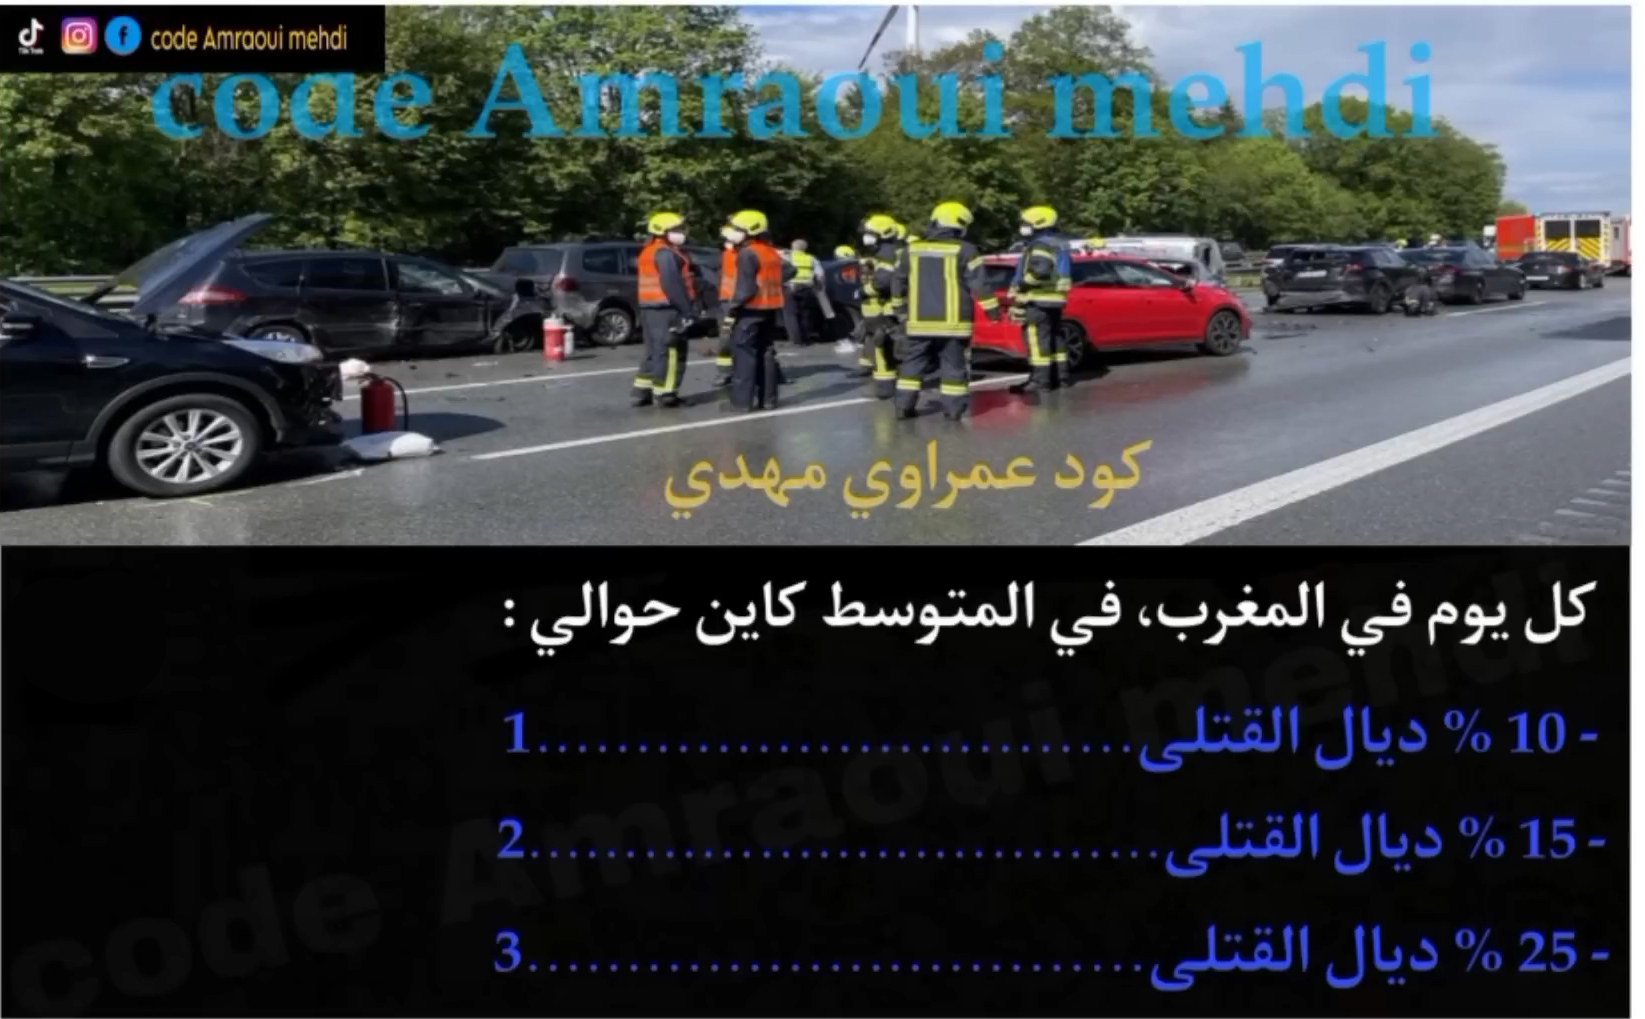 code Amraoui mehdi
code Amraoui mehdi
كود عمراوي مهدي
كل يوم في المغرب، في المتوسط كاين حوالي :
- 10 % ديال القتلى..............................1
- 15 % ديال القتلى................................2
- 25 % ديال القتلى...............................3
code Amraoui mehdi